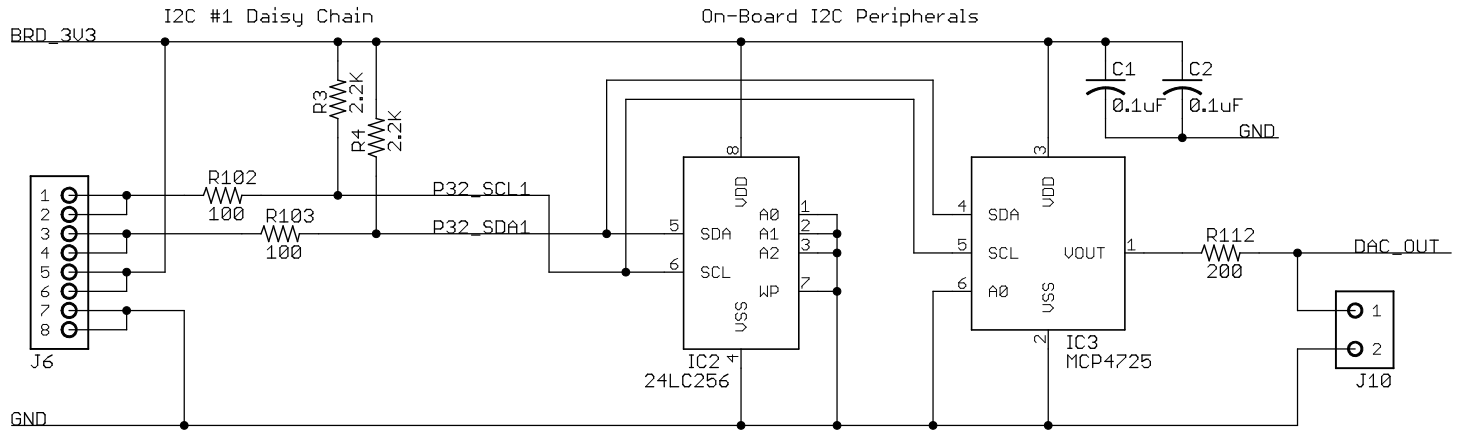 I2C #1 Daisy Chain
On-Board I2C Peripherals
BRD_3V3
R3
2.2K
R4
2.2K
C1
0.1uF
C2
0.1uF
GND
1
2
3
4
5
6
7
8
J6
R102
100
R103
100
P32_SCL1
P32_SDA1
8
VDD
5
SDA
6
SCL
A0
1
A1
2
A2
3
WP
7
VSS
4
IC2
24LC256
3
VDD
4
SDA
5
SCL
6
A0
VOUT
1
VSS
2
IC3
MCP4725
R112
200
DAC_OUT
1
2
J10
GND